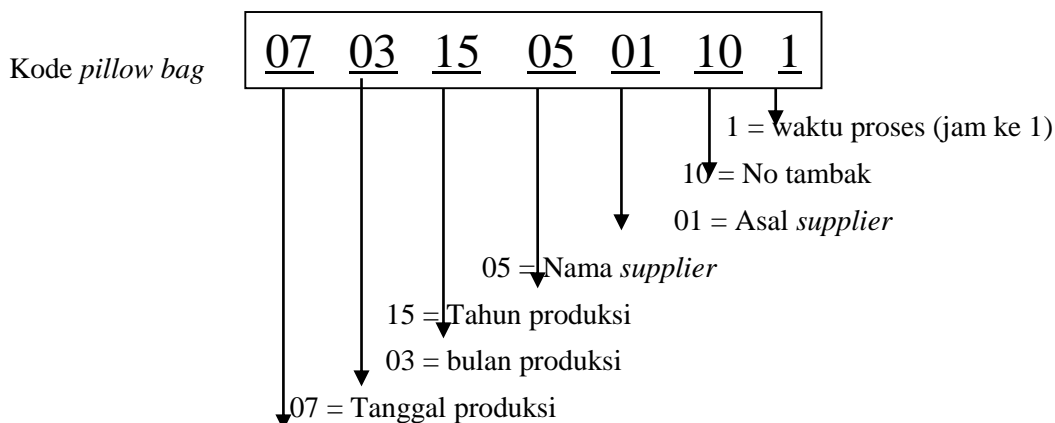 07 03 15 05 01 10 1
Kode pillow bag
1 = waktu proses (jam ke 1)
10 = No tambak
01 = Asal supplier
05 = Nama supplier
15 = Tahun produksi
03 = bulan produksi
07 = Tanggal produksi